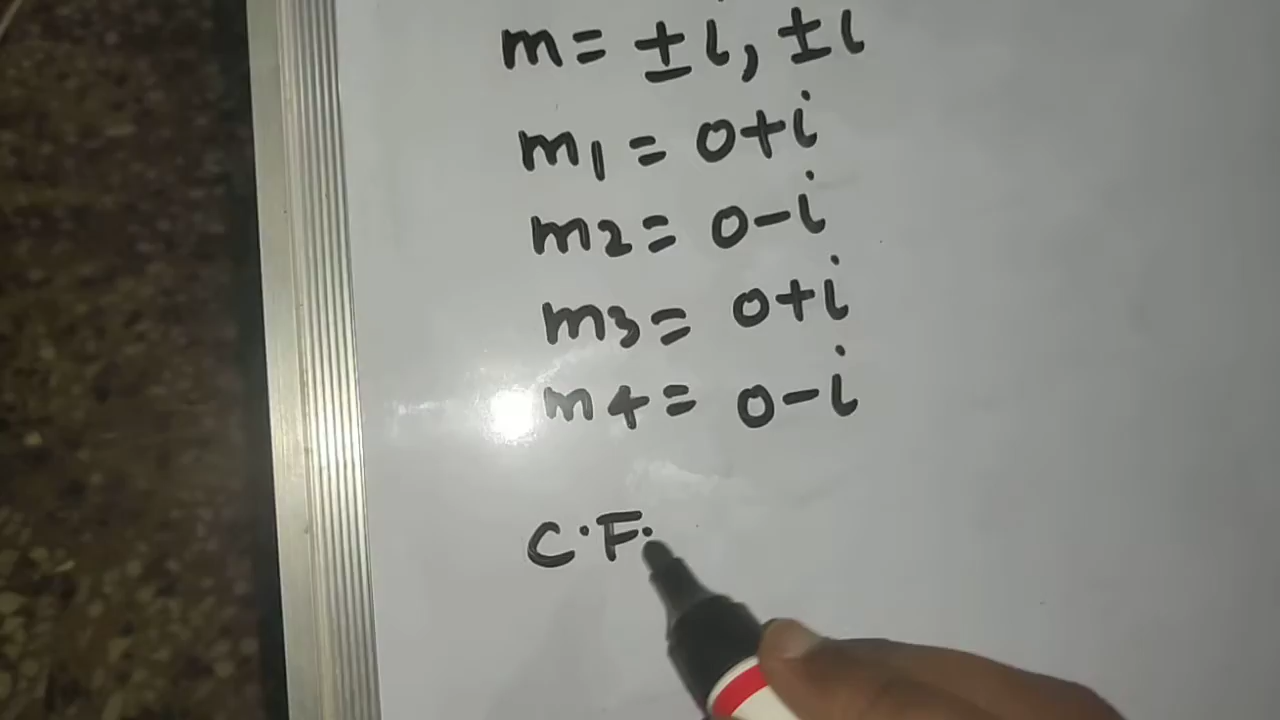 m = ±i, ±i
m1 = 0+i
m2 = 0-i
m3 = 0+i
m4 = 0-i
C.F.